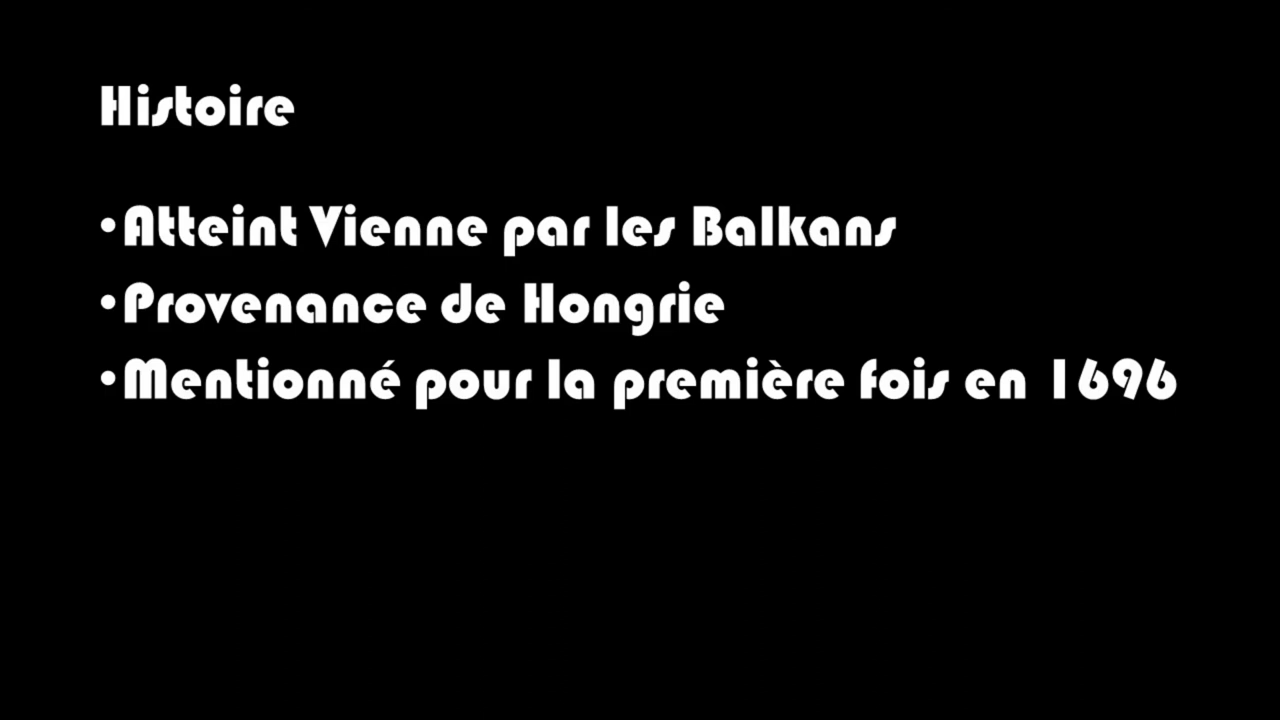 Histoire
•Atteint Vienne par les Balkans
•Provenance de Hongrie
•Mentionné pour la première fois en 1696